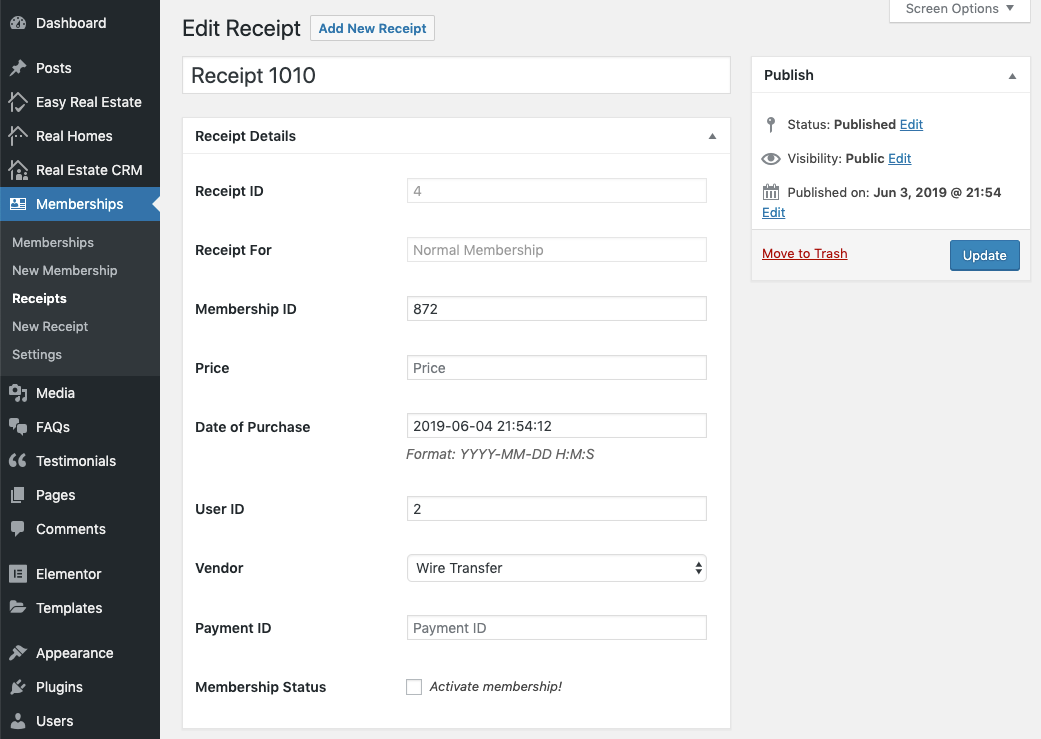 Dashboard
Posts
Easy Real Estate
Real Homes
Real Estate CRM
Memberships
Memberships
New Membership
Receipts
New Receipt
Settings
Media
FAQs
Testimonials
Pages
Comments
Elementor
Templates
Appearance
Plugins
Users
Screen Options
Edit Receipt Add New Receipt
Receipt 1010
Receipt Details
Receipt ID 4
Receipt For Normal Membership
Membership ID 872
Price Price
Date of Purchase 2019-06-04 21:54:12
Format: YYYY-MM-DD H:M:S
User ID 2
Vendor Wire Transfer
Payment ID Payment ID
Membership Status Activate membership!
Publish
Status: Published Edit
Visibility: Public Edit
Published on: Jun 3, 2019 @ 21:54
Edit
Move to Trash Update